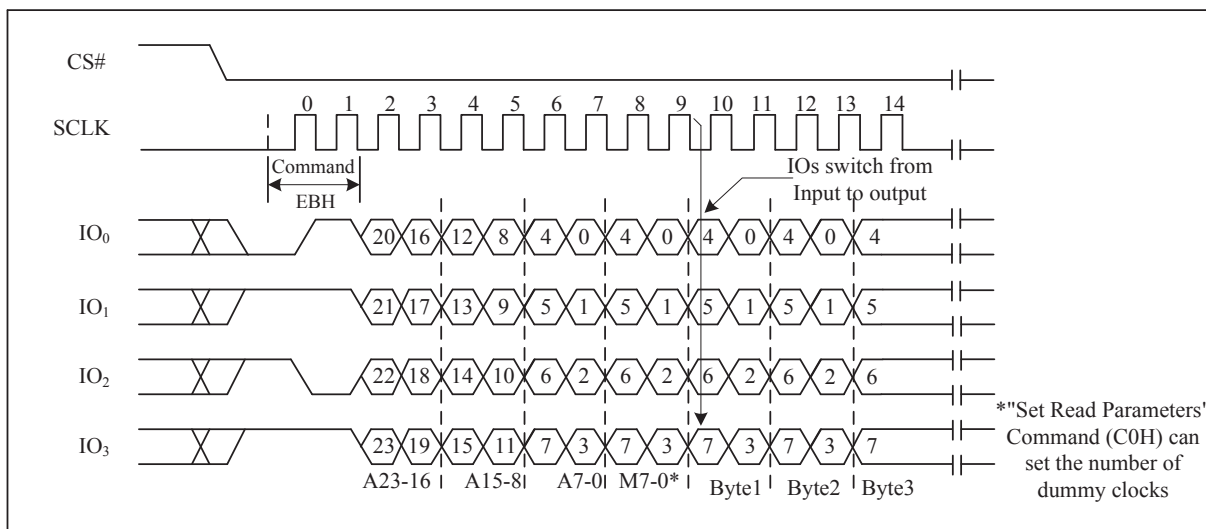 CS#
0 1 2 3 4 5 6 7 8 9 10 11 12 13 14
SCLK
Command
EBH
IOs switch from
Input to output
IO0 20 16 12 8 4 0 4 0 4 0 4 0 4
IO1 21 17 13 9 5 1 5 1 5 1 5 1 5
IO2 22 18 14 10 6 2 6 2 6 2 6 2 6
IO3 23 19 15 11 7 3 7 3 7 3 7 3 7
A23-16 A15-8 A7-0 M7-0* Byte1 Byte2 Byte3
*"Set Read Parameters"
Command (C0H) can
set the number of
dummy clocks